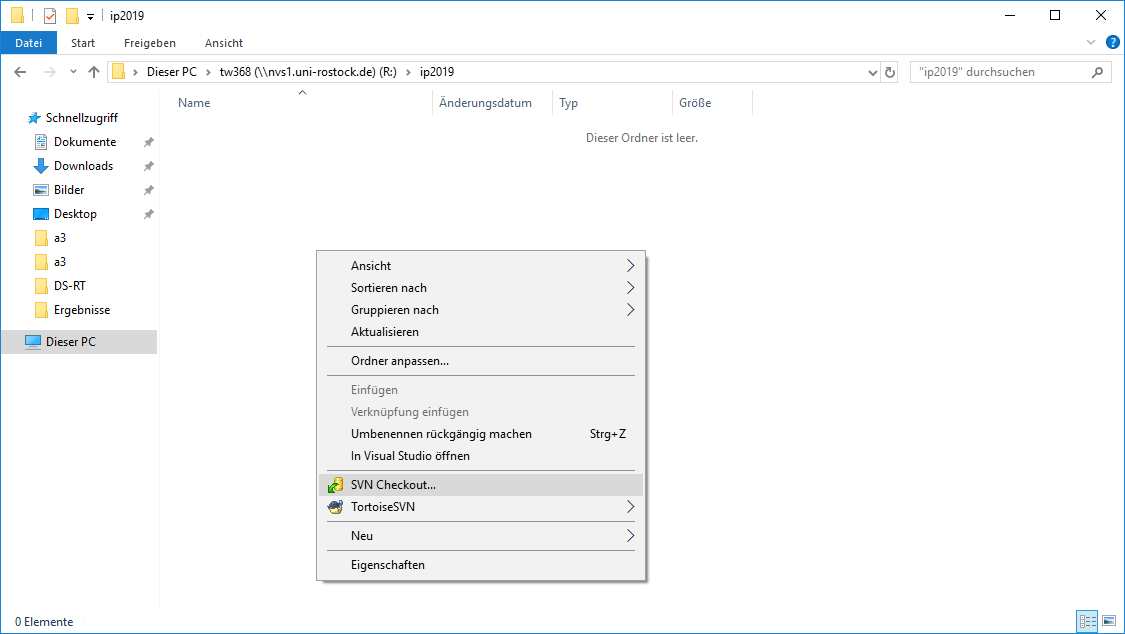 ip2019
Datei Start Freigeben Ansicht ?
Dieser PC tw368 (\\nvs1.uni-rostock.de) (R:) ip2019 "ip2019" durchsuchen
Name Änderungsdatum Typ Größe
Dieser Ordner ist leer.
Schnellzugriff
Dokumente
Downloads
Bilder
Desktop
a3
a3
DS-RT
Ergebnisse
Dieser PC
Ansicht
Sortieren nach
Gruppieren nach
Aktualisieren
Ordner anpassen...
Einfügen
Verknüpfung einfügen
Umbenennen rückgängig machen Strg+Z
In Visual Studio öffnen
SVN Checkout...
TortoiseSVN
Neu
Eigenschaften
0 Elemente